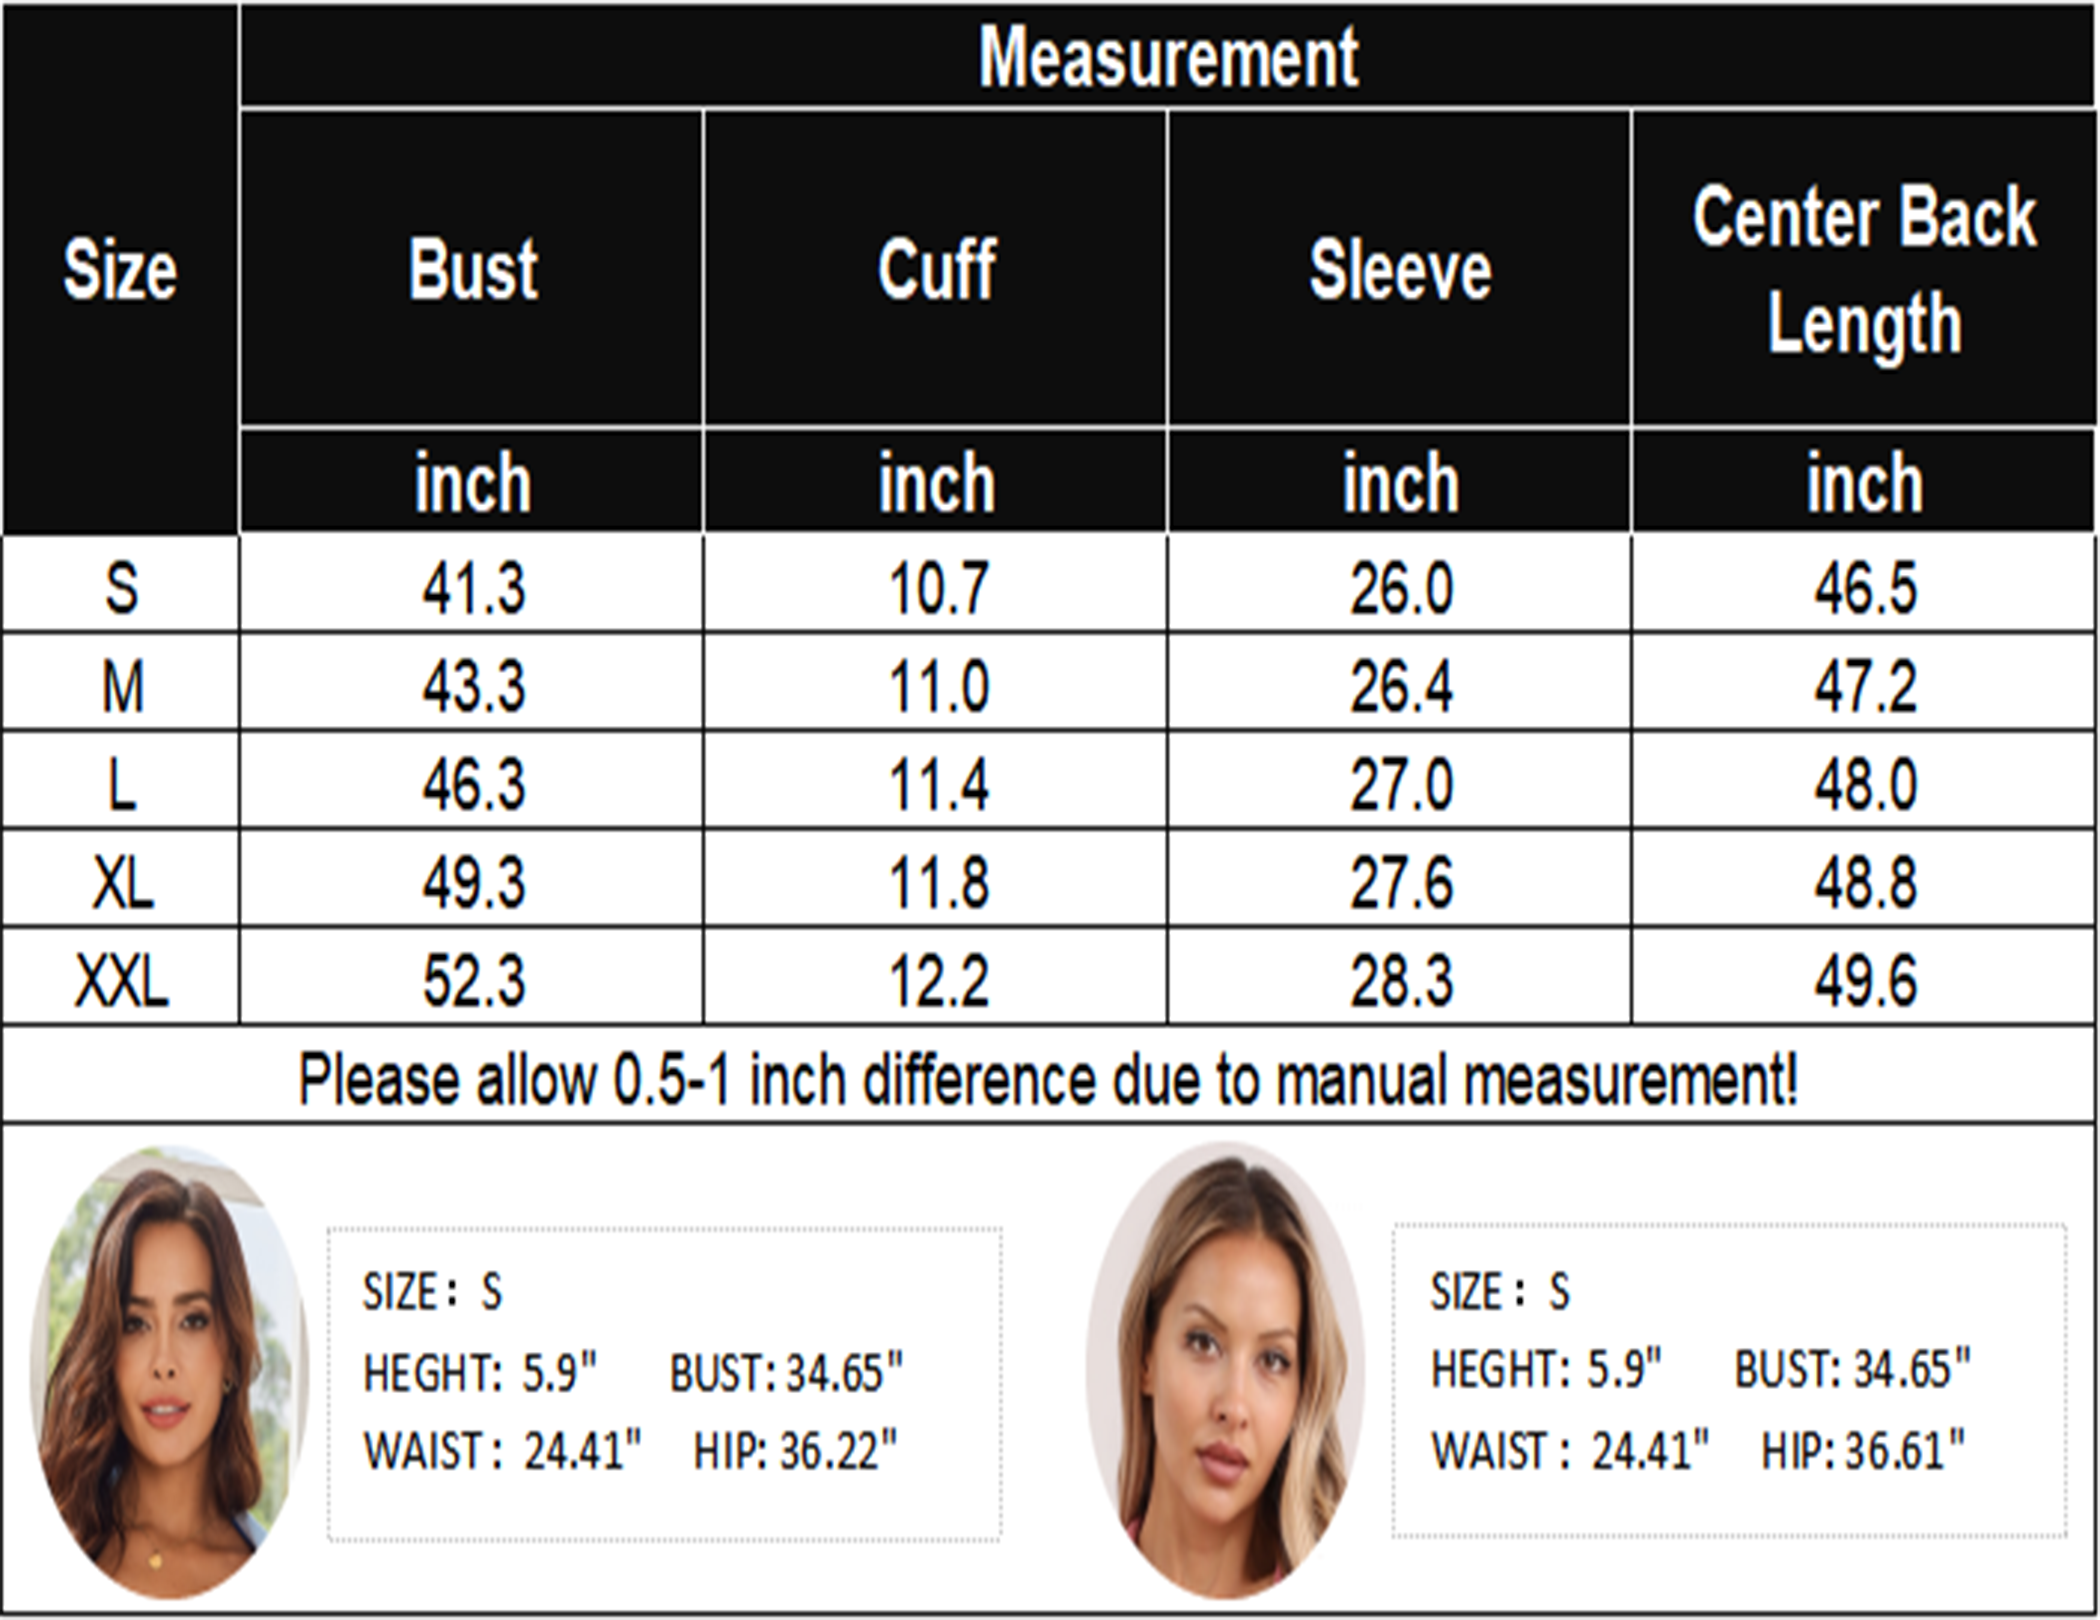 Measurement
Size Bust Cuff Sleeve Center Back
Length
inch inch inch inch
S 41.3 10.7 26.0 46.5
M 43.3 11.0 26.4 47.2
L 46.3 11.4 27.0 48.0
XL 49.3 11.8 27.6 48.8
XXL 52.3 12.2 28.3 49.6
Please allow 0.5-1 inch difference due to manual measurement!
SIZE: S
HEGHT: 5.9" BUST: 34.65"
WAIST: 24.41" HIP: 36.22"
SIZE: S
HEGHT: 5.9" BUST: 34.65"
WAIST: 24.41" HIP: 36.61"